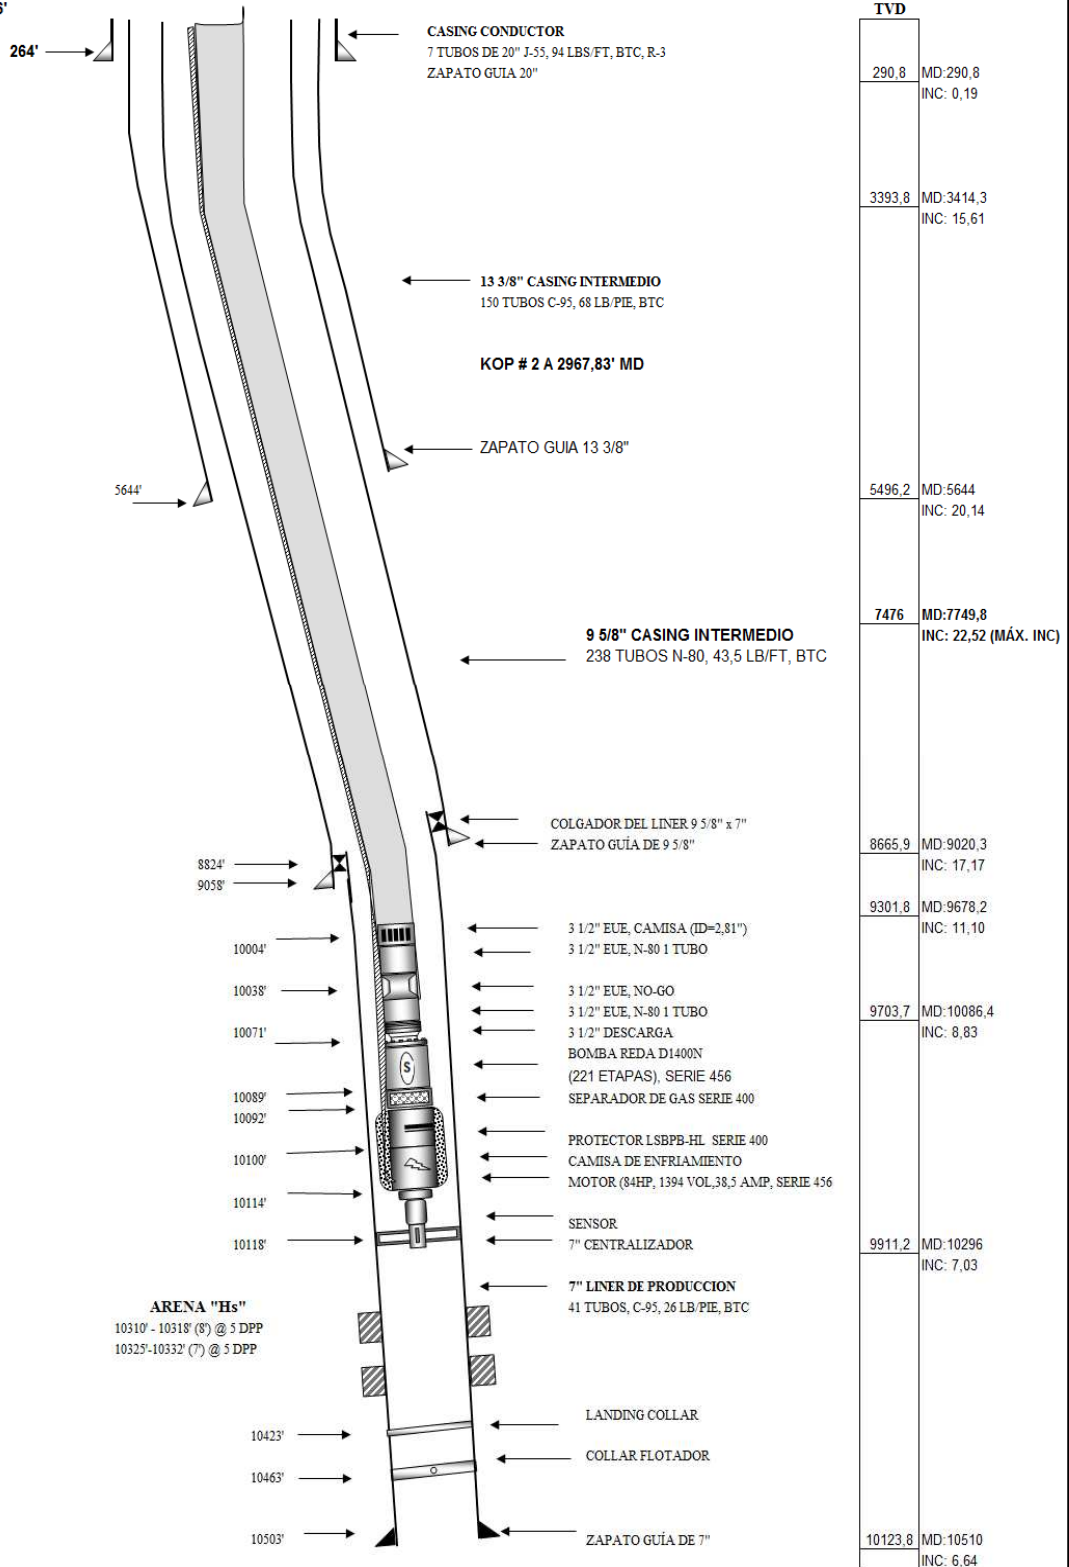 6'
264'
CASING CONDUCTOR
7 TUBOS DE 20" J-55, 94 LBS/FT, BTC, R-3
ZAPATO GUIA 20"
TVD
290,8 MD:290,8
INC: 0,19
3393,8 MD:3414,3
INC: 15,61
13 3/8" CASING INTERMEDIO
150 TUBOS C-95, 68 LB/PIE, BTC
KOP # 2 A 2967,83' MD
ZAPATO GUIA 13 3/8"
5644'
5496,2 MD:5644
INC: 20,14
7476 MD:7749,8
INC: 22,52 (MÁX. INC)
9 5/8" CASING INTERMEDIO
238 TUBOS N-80, 43,5 LB/FT, BTC
COLGADOR DEL LINER 9 5/8" x 7"
ZAPATO GUÍA DE 9 5/8"
8824'
9058'
8665,9 MD:9020,3
INC: 17,17
9301,8 MD:9678,2
INC: 11,10
10004'
3 1/2" EUE, CAMISA (ID=2,81")
3 1/2" EUE, N-80 1 TUBO
10038'
3 1/2" EUE, NO-GO
3 1/2" EUE, N-80 1 TUBO
10071'
3 1/2" DESCARGA
9703,7 MD:10086,4
INC: 8,83
BOMBA REDA D1400N
(221 ETAPAS), SERIE 456
S
10089'
SEPARADOR DE GAS SERIE 400
10092'
PROTECTOR LSBPB-HL SERIE 400
10100'
CAMISA DE ENFRIAMIENTO
MOTOR (84HP, 1394 VOL,38,5 AMP, SERIE 456
10114'
SENSOR
10118'
7" CENTRALIZADOR
9911,2 MD:10296
INC: 7,03
7" LINER DE PRODUCCION
41 TUBOS, C-95, 26 LB/PIE, BTC
ARENA "Hs"
10310' - 10318' (8') @ 5 DPP
10325'-10332' (7') @ 5 DPP
LANDING COLLAR
10423'
COLLAR FLOTADOR
10463'
10503'
ZAPATO GUÍA DE 7"
10123,8 MD:10510
INC: 6,64